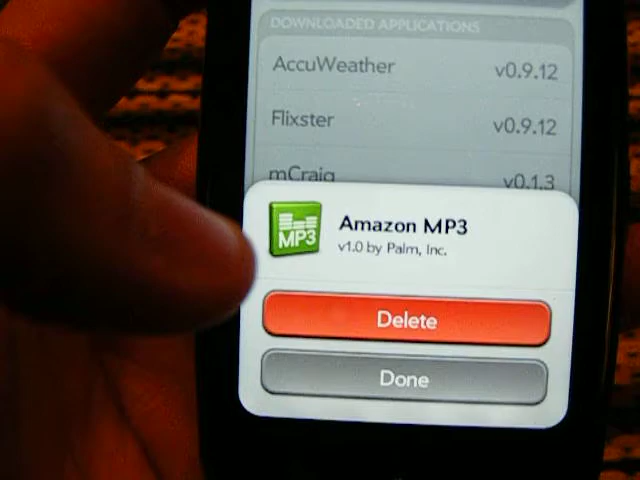 DOWNLOADED APPLICATIONS
AccuWeather v0.9.12
Flixster v0.9.12
mCraig v0.1.3
MP3
Amazon MP3
v1.0 by Palm, Inc.
Delete
Done